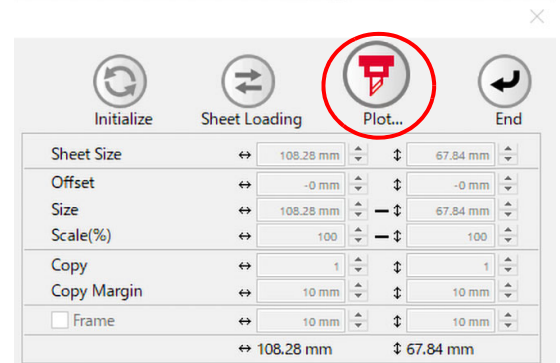 Initialize Sheet Loading Plot... End
Sheet Size ↔ 108.28 mm ↕ 67.84 mm
Offset ↔ -0 mm ↕ -0 mm
Size ↔ 108.28 mm ↕ 67.84 mm
Scale(%) ↔ 100 ↕ 100
Copy ↔ 1 ↕ 1
Copy Margin ↔ 10 mm ↕ 10 mm
Frame ↔ 10 mm ↕ 10 mm
↔ 108.28 mm ↕ 67.84 mm